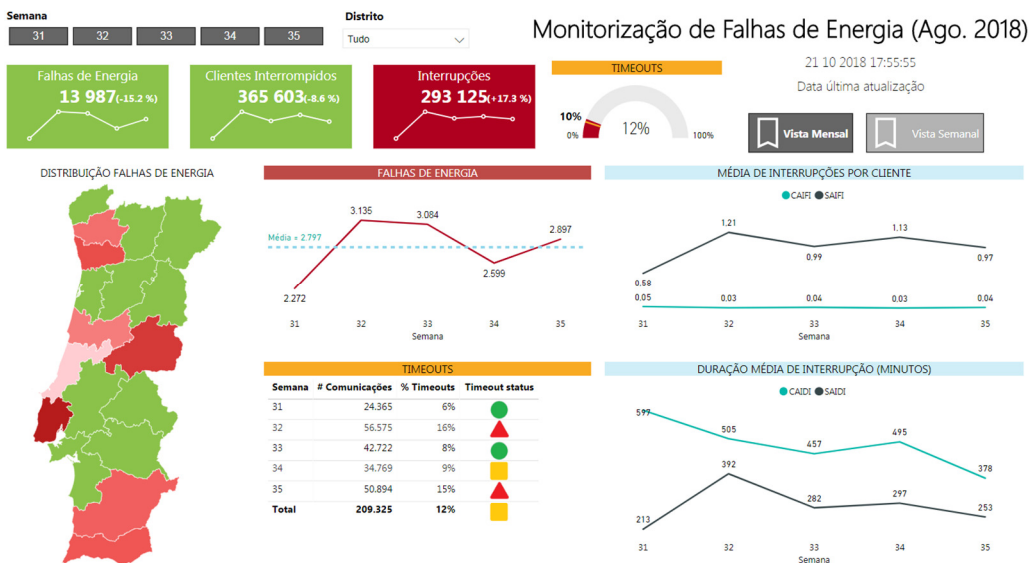 Semana
31 32 33 34 35
Distrito
Tudo
Monitorização de Falhas de Energia (Ago. 2018)
21 10 2018 17:55:55
Data última atualização
Falhas de Energia
13 987(-15.2 %)
Clientes Interrompidos
365 603(-8.6 %)
Interrupções
293 125(+17.3 %)
TIMEOUTS
10%
0% 12% 100%
Vista Mensal
Vista Semanal
DISTRIBUIÇÃO FALHAS DE ENERGIA
FALHAS DE ENERGIA
3.135 3.084
2.897
Média = 2.797
2.599
2.272
31 32 33 34 35
Semana
MÉDIA DE INTERRUPÇÕES POR CLIENTE
CAIFI SAIFI
1.21
1.13
0.99 0.97
0.58
0.05 0.03 0.04 0.03 0.04
31 32 33 34 35
Semana
TIMEOUTS
Semana # Comunicações % Timeouts Timeout status
31 24.365 6%
32 56.575 16%
33 42.722 8%
34 34.769 9%
35 50.894 15%
Total 209.325 12%
DURAÇÃO MÉDIA DE INTERRUPÇÃO (MINUTOS)
CAIDI SAIDI
597
505 457 495 378
392
213 282 297 253
31 32 33 34 35
Semana